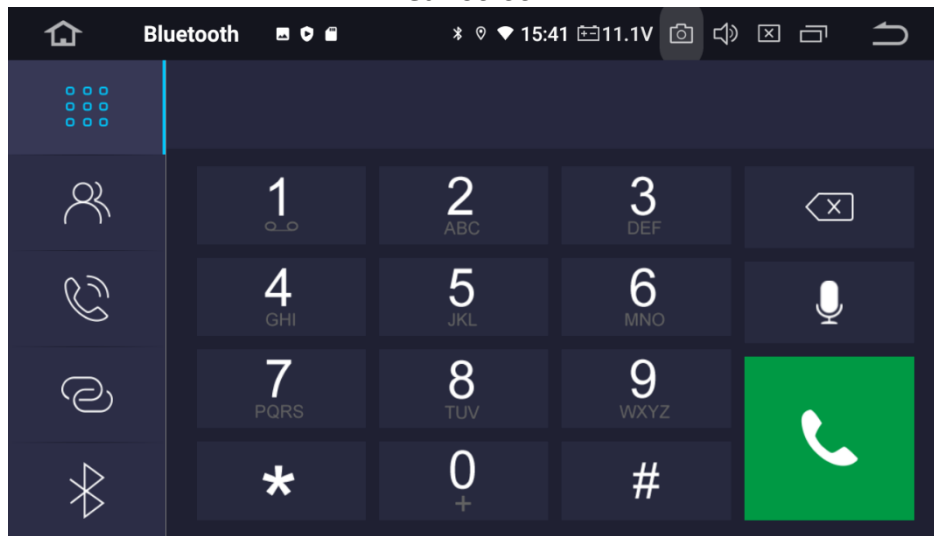 Bluetooth 15:41 11.1V
1 2 3
ABC DEF
4 5 6
GHI JKL MNO
7 8 9
PQRS TUV WXYZ
* 0 #
+